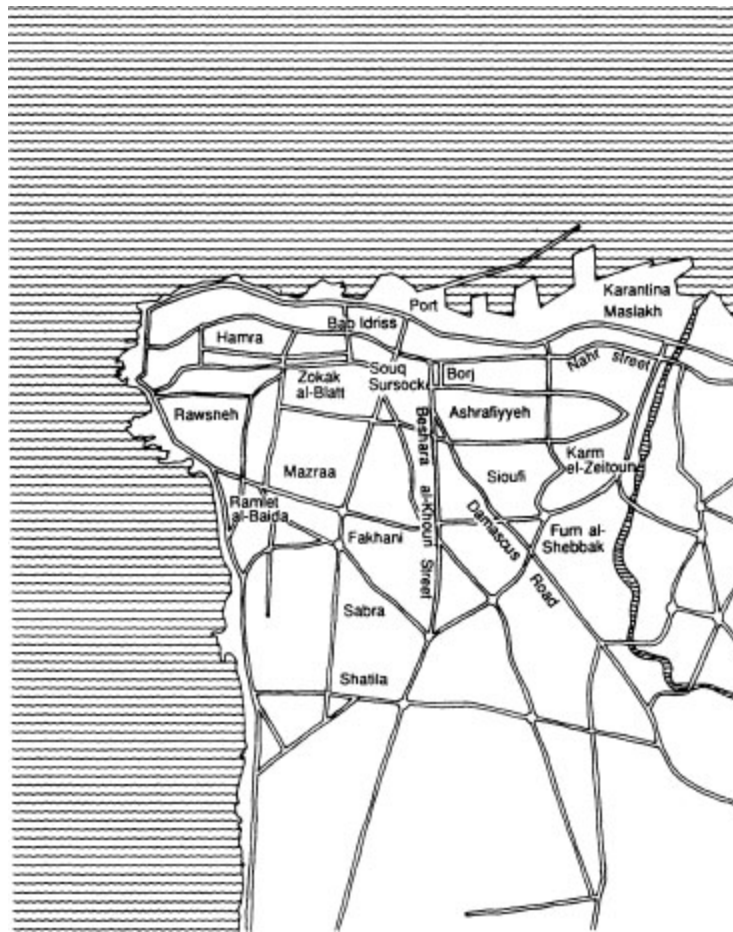 Port
Karantina
Maslakh
Bab Idriss
Hamra
Nahr street
Souq
Sursock
Borj
Zokak
al-Blatt
Rawsneh
Ashrafiyyeh
Beshara al-Khouri Street
Karm
el-Zeitoun
Mazraa
Sioufi
Ramlet
al-Baida
Damascus Road
Furn al-
Shebbak
Fakhani
Sabra
Shatila